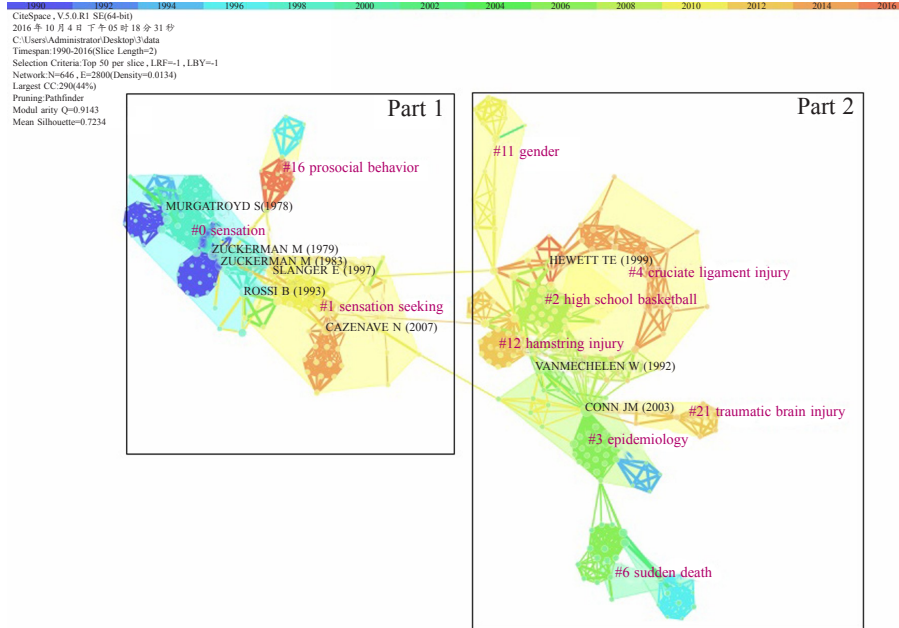 1990 1992 1994 1996 1998 2000 2002 2004 2006 2008 2010 2012 2014 2016
CiteSpace , V.5.0.R1 SE(64-bit)
2016 年 10 月 4 日 下午 05 时 18 分 31 秒
C:\Users\Administrator\Desktop\3\data
Timespan:1990-2016(Slice Length=2)
Selection Criteria:Top 50 per slice , LRF=-1 , LBY=-1
Network:N=646 , E=2800(Density=0.0134)
Largest CC:290(44%)
Pruning:Pathfinder
Modul arity Q=0.9143
Mean Silhouette=0.7234
Part 1
#16 prosocial behavior
MURGATROYD S(1978)
#0 sensation
ZUCKERMAN M (1979)
ZUCKERMAN M (1983)
SLANGER E (1997)
ROSSI B (1993)
#1 sensation seeking
CAZENAVE N (2007)
Part 2
#11 gender
HEWETT TE (1999)
#4 cruciate ligament injury
#2 high school basketball
#12 hamstring injury
VANMECHELEN W (1992)
CONN JM (2003)
#21 traumatic brain injury
#3 epidemiology
#6 sudden death